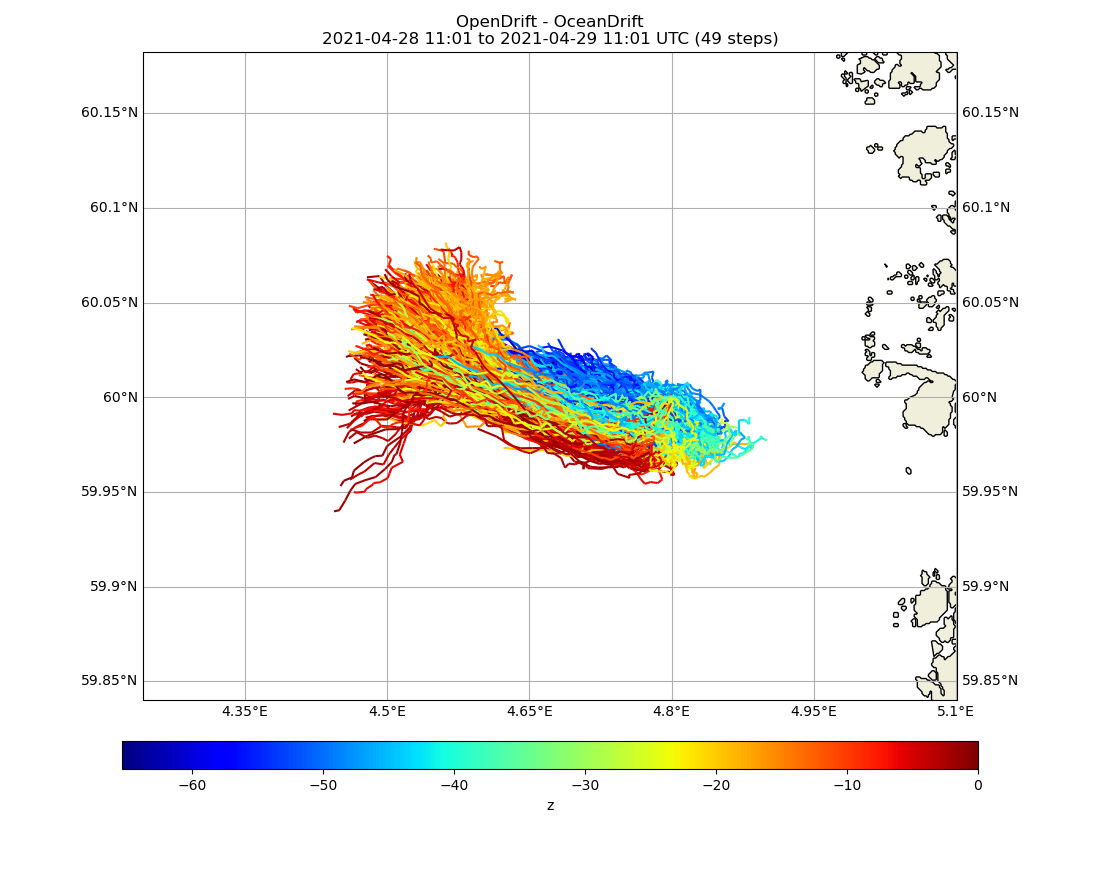 OpenDrift - OceanDrift
2021-04-28 11:01 to 2021-04-29 11:01 UTC (49 steps)
60.15°N 60.15°N
60.1°N 60.1°N
60.05°N 60.05°N
60°N 60°N
59.95°N 59.95°N
59.9°N 59.9°N
59.85°N 59.85°N
4.35°E 4.5°E 4.65°E 4.8°E 4.95°E 5.1°E
−60 −50 −40 −30 −20 −10 0
z